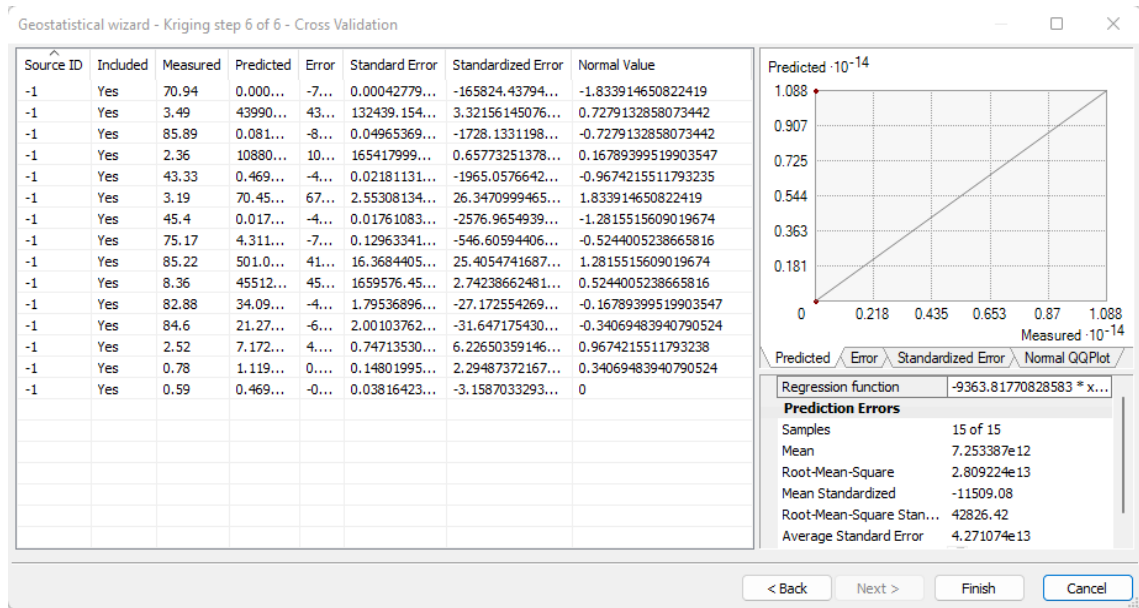 Geostatistical wizard - Kriging step 6 of 6 - Cross Validation
Source ID Included Measured Predicted Error Standard Error Standardized Error Normal Value
-1 Yes 70.94 0.000... -7... 0.00042779... -165824.43794... -1.833914650822419
-1 Yes 3.49 43990... 43... 132439.154... 3.32156145076... 0.7279132858073442
-1 Yes 85.89 0.081... -8... 0.04965369... -1728.1331198... -0.7279132858073442
-1 Yes 2.36 10880... 10... 165417999... 0.65773251378... 0.16789399519903547
-1 Yes 43.33 0.469... -4... 0.02181131... -1965.0576642... -0.9674215511793235
-1 Yes 3.19 70.45... 67... 2.55308134... 26.3470999465... 1.833914650822419
-1 Yes 45.4 0.017... -4... 0.01761083... -2576.9654939... -1.2815515609019674
-1 Yes 75.17 4.311... -7... 0.12963341... -546.60594406... -0.5244005238665816
-1 Yes 85.22 501.0... 41... 16.3684405... 25.4054741687... 1.2815515609019674
-1 Yes 8.36 45512... 45... 1659576.45... 2.74238662481... 0.5244005238665816
-1 Yes 82.88 34.09... -4... 1.79536896... -27.172554269... -0.16789399519903547
-1 Yes 84.6 21.27... -6... 2.00103762... -31.647175430... -0.34069483940790524
-1 Yes 2.52 7.172... 4.... 0.74713530... 6.22650359146... 0.9674215511793238
-1 Yes 0.78 1.119... 0.... 0.14801995... 2.29487372167... 0.34069483940790524
-1 Yes 0.59 0.469... -0... 0.03816423... -3.1587033293... 0
Predicted ·10⁻¹⁴
1.088
0.907
0.725
0.544
0.363
0.181
0 0.218 0.435 0.653 0.87 1.088
Measured ·10⁻¹⁴
Predicted Error Standardized Error Normal QQPlot
Regression function -9363.81770828583 * x...
Prediction Errors
Samples 15 of 15
Mean 7.253387e12
Root-Mean-Square 2.809224e13
Mean Standardized -11509.08
Root-Mean-Square Stan... 42826.42
Average Standard Error 4.271074e13
< Back Next > Finish Cancel